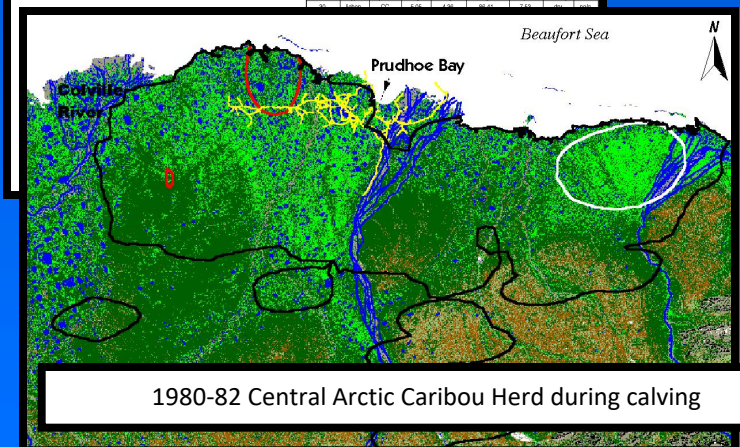 Beaufort Sea
N
Prudhoe Bay
Colville
River
1980-82 Central Arctic Caribou Herd during calving